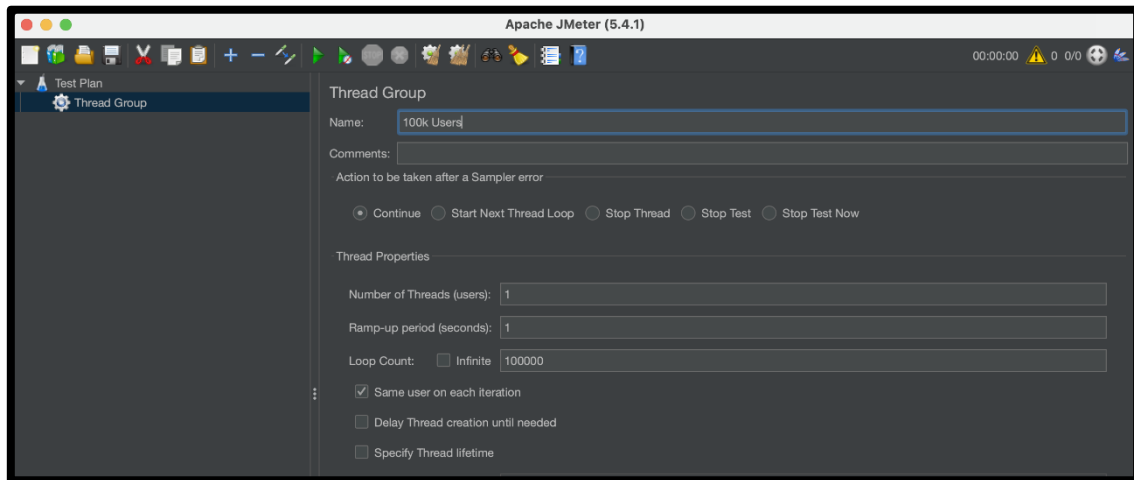 Apache JMeter (5.4.1)
STOP
00:00:00 0 0/0
Test Plan
Thread Group
Thread Group
Name: 100k Users
Comments:
Action to be taken after a Sampler error
Continue Start Next Thread Loop Stop Thread Stop Test Stop Test Now
Thread Properties
Number of Threads (users): 1
Ramp-up period (seconds): 1
Loop Count: Infinite 100000
Same user on each iteration
Delay Thread creation until needed
Specify Thread lifetime